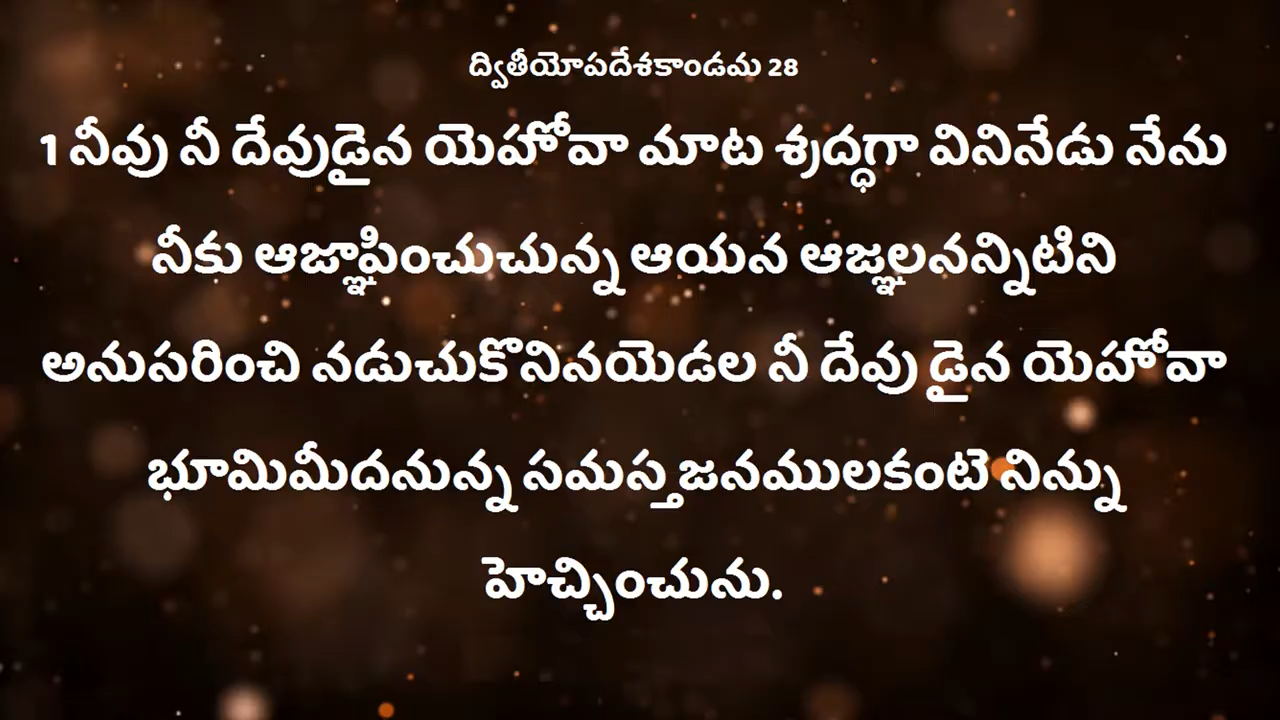 ద్వితీయోపదేశకాండమ 28
1 నీవు నీ దేవుడైన యెహోవా మాట శ్రద్ధగా వినినేడు నేను
నీకు ఆజ్ఞాపించుచున్న ఆయన ఆజ్ఞలనన్నిటిని
అనుసరించి నడుచుకొనినయెడల నీ దేవు డైన యెహోవా
భూమిమీదనున్న సమస్త జనములకంటె నిన్ను
హెచ్చించును.